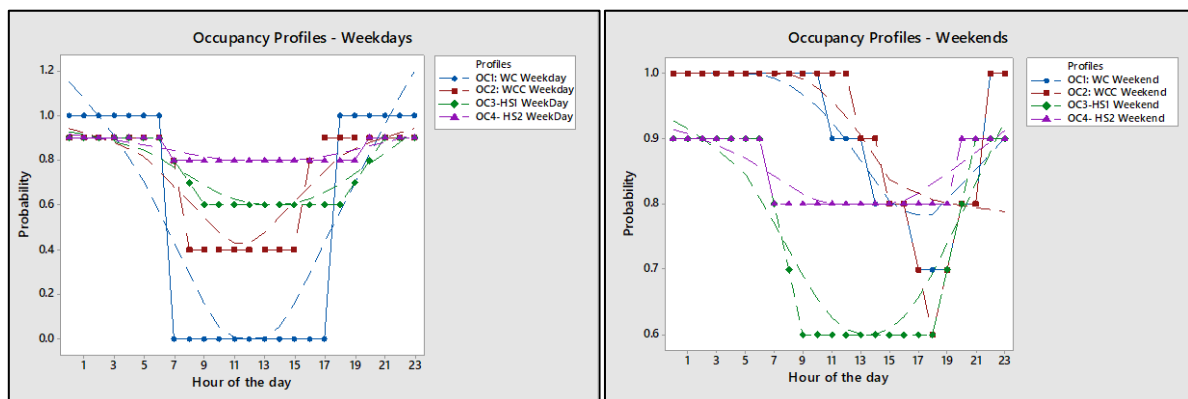 Occupancy Profiles - Weekdays
Profiles
OC1: WC Weekday
OC2: WCC Weekday
OC3-HS1 WeekDay
OC4- HS2 WeekDay
1.2
1.0
0.8
0.6
0.4
0.2
0.0
Probability
1 3 5 7 9 11 13 15 17 19 21 23
Hour of the day
Occupancy Profiles - Weekends
Profiles
OC1: WC Weekend
OC2: WCC Weekend
OC3-HS1 Weekend
OC4- HS2 Weekend
1.0
0.9
0.8
0.7
0.6
Probability
1 3 5 7 9 11 13 15 17 19 21 23
Hour of the day